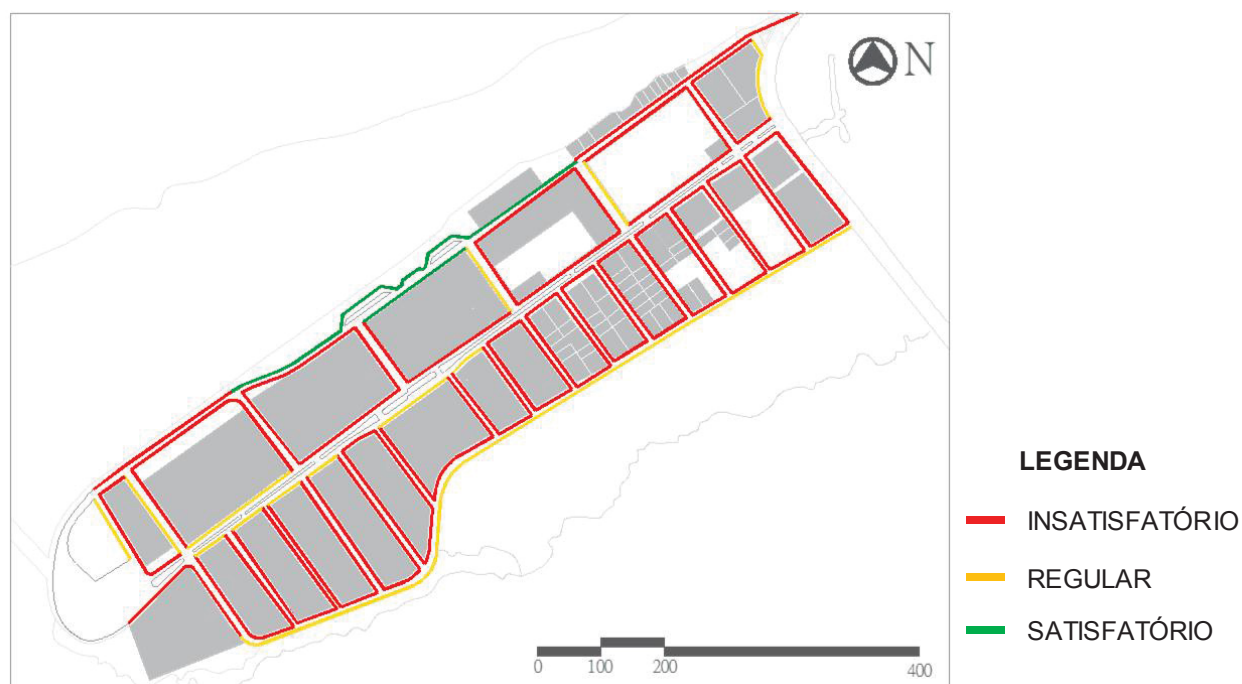 N
LEGENDA
INSATISFATÓRIO
REGULAR
SATISFATÓRIO
0 100 200 400